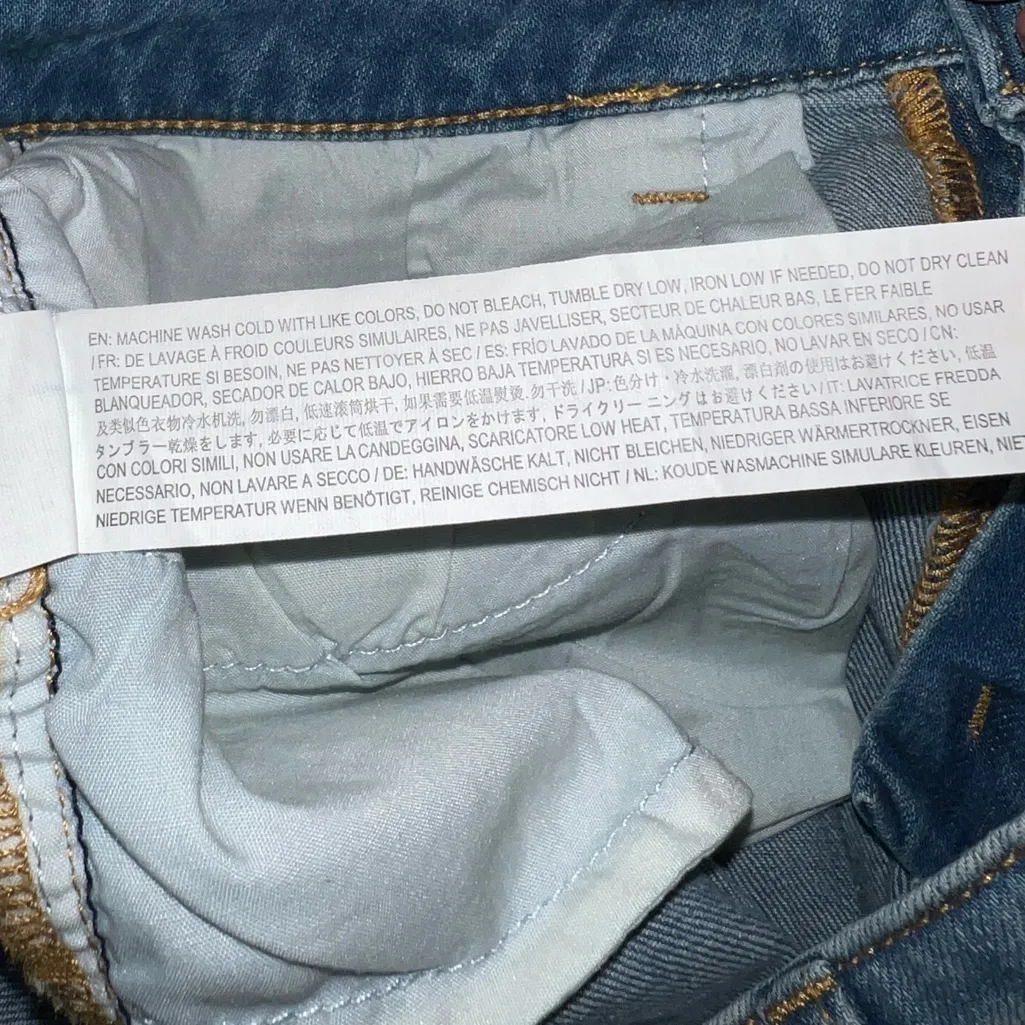 EN: MACHINE WASH COLD WITH LIKE COLORS, DO NOT BLEACH, TUMBLE DRY LOW, IRON LOW IF NEEDED, DO NOT DRY CLEAN
/ FR: DE LAVAGE À FROID COULEURS SIMULAIRES, NE PAS JAVELLISER, SECTEUR DE CHALEUR BAS, LE FER FAIBLE
TEMPERATURE SI BESOIN, NE PAS NETTOYER À SEC / ES: FRÍO LAVADO DE LA MÁQUINA CON COLORES SIMILARES, NO USAR
BLANQUEADOR, SECADOR DE CALOR BAJO, HIERRO BAJA TEMPERATURA SI ES NECESARIO, NO LAVAR EN SECO / CN:
及类似色衣物冷水机洗, 勿漂白, 低速滚筒烘干, 如果需要低温熨烫. 勿干洗 / JP: 色分け・冷水洗濯, 漂白剤の使用はお避けください, 低温
タンブラー乾燥をします, 必要に応じて低温でアイロンをかけます, ドライクリーニングはお避けください / IT: LAVATRICE FREDDA
CON COLORI SIMILI, NON USARE LA CANDEGGINA, SCARICATORE LOW HEAT, TEMPERATURA BASSA INFERIORE SE
NECESSARIO, NON LAVARE A SECCO / DE: HANDWÄSCHE KALT, NICHT BLEICHEN, NIEDRIGER WÄRMERTROCKNER, EISEN
NIEDRIGE TEMPERATUR WENN BENÖTIGT, REINIGE CHEMISCH NICHT / NL: KOUDE WASMACHINE SIMULARE KLEUREN, NIE